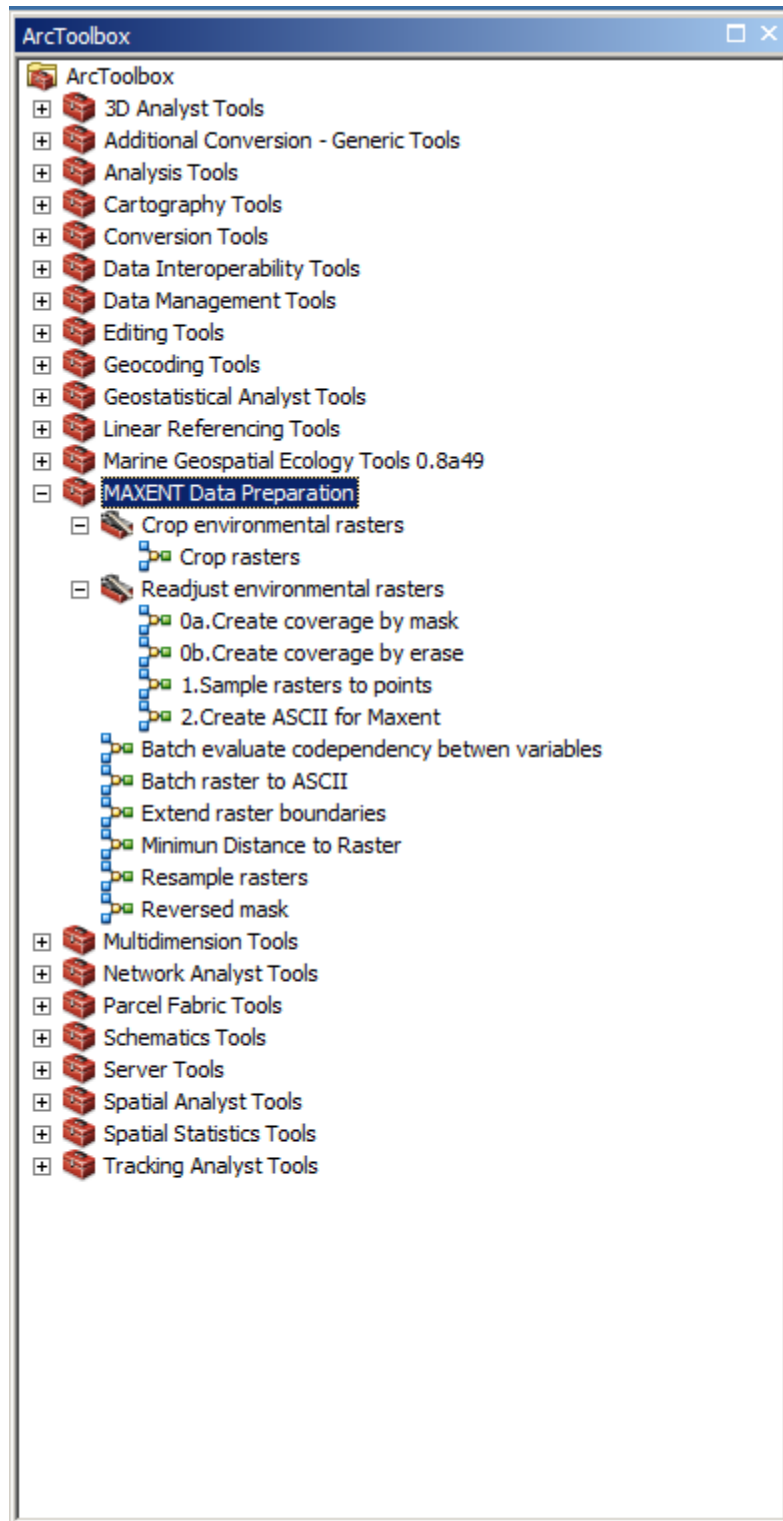 ArcToolbox
ArcToolbox
3D Analyst Tools
Additional Conversion - Generic Tools
Analysis Tools
Cartography Tools
Conversion Tools
Data Interoperability Tools
Data Management Tools
Editing Tools
Geocoding Tools
Geostatistical Analyst Tools
Linear Referencing Tools
Marine Geospatial Ecology Tools 0.8a49
MAXENT Data Preparation
Crop environmental rasters
Crop rasters
Readjust environmental rasters
0a.Create coverage by mask
0b.Create coverage by erase
1.Sample rasters to points
2.Create ASCII for Maxent
Batch evaluate codependency betwen variables
Batch raster to ASCII
Extend raster boundaries
Minimun Distance to Raster
Resample rasters
Reversed mask
Multidimension Tools
Network Analyst Tools
Parcel Fabric Tools
Schematics Tools
Server Tools
Spatial Analyst Tools
Spatial Statistics Tools
Tracking Analyst Tools